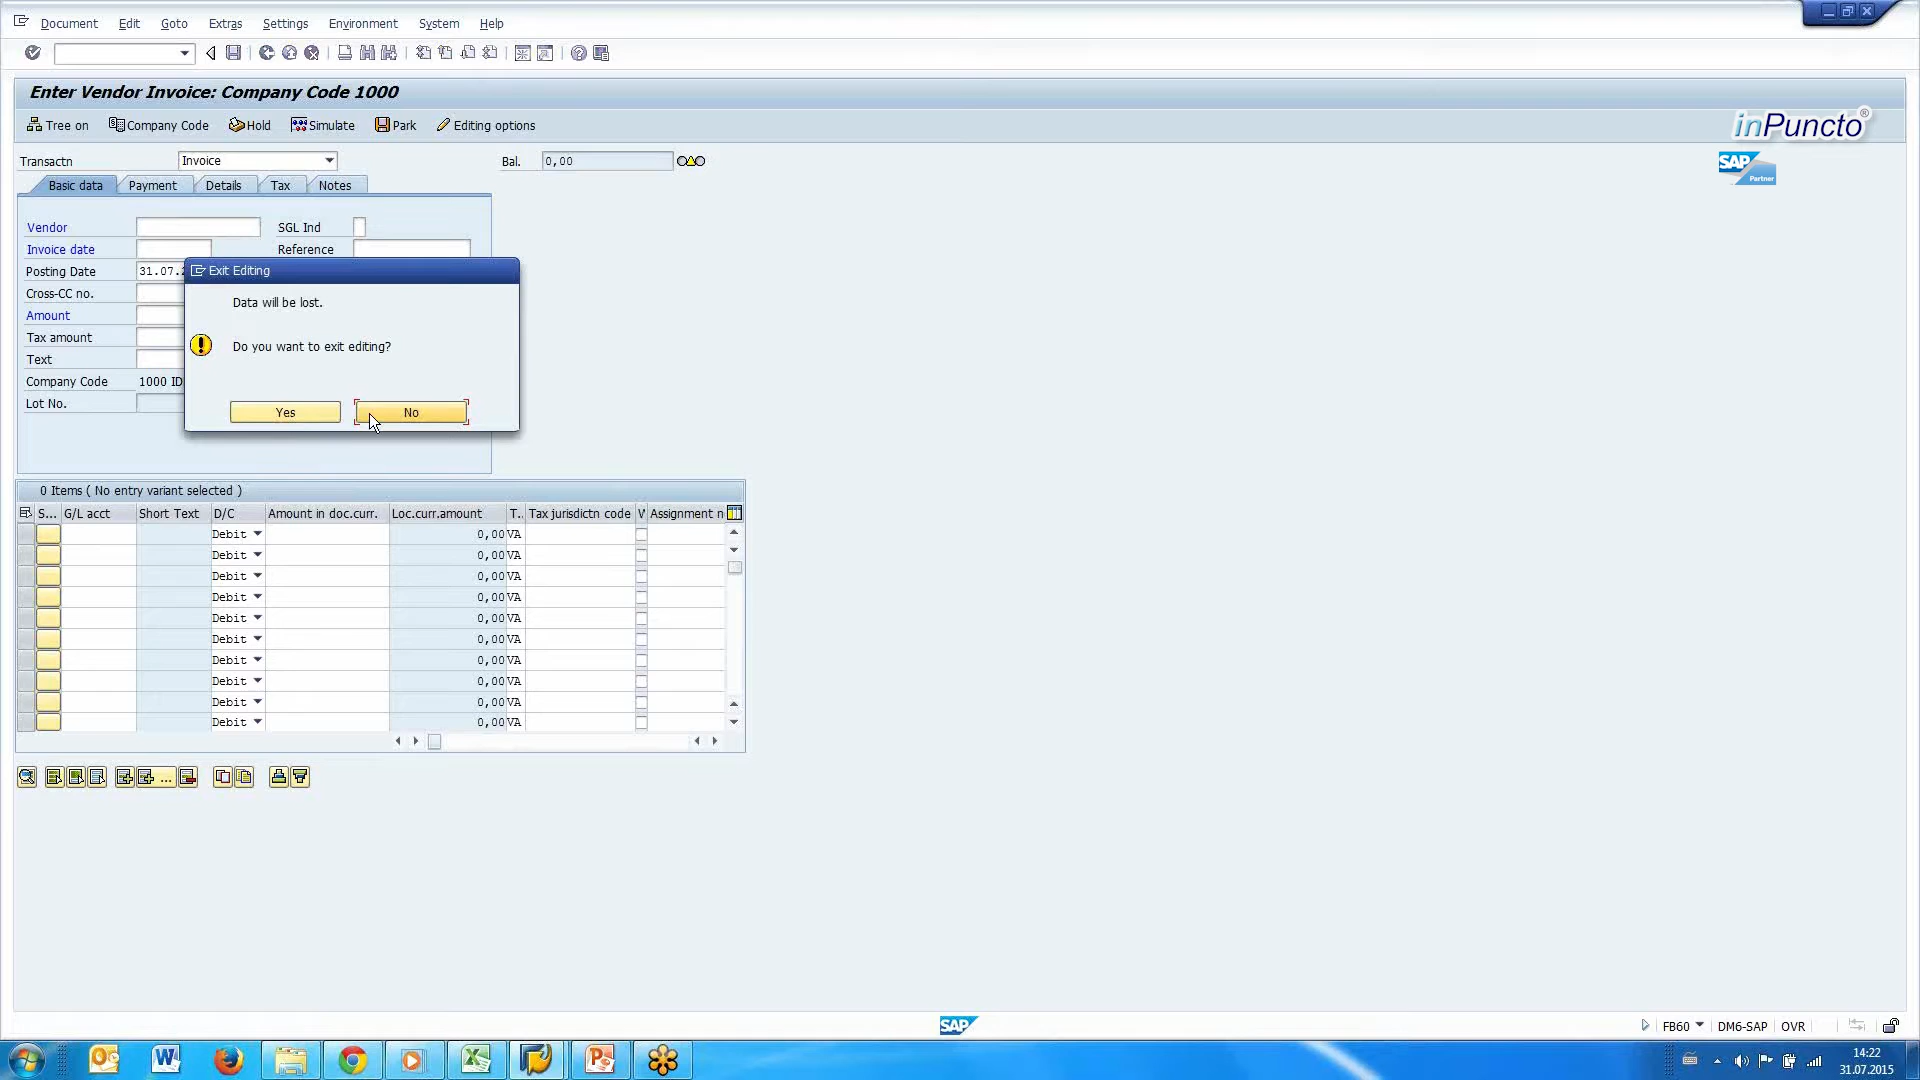 Document Edit Goto Extras Settings Environment System Help
Enter Vendor Invoice: Company Code 1000
Tree on Company Code Hold Simulate Park Editing options
inPuncto®
Transactn Invoice Bal. 0,00
SAP
Partner
Basic data Payment Details Tax Notes
Vendor SGL Ind
Invoice date Reference
Posting Date 31.07.
Exit Editing
Cross-CC no.
Data will be lost.
Amount
Tax amount
Do you want to exit editing?
Text
Company Code 1000
Lot No.
Yes No
0 Items ( No entry variant selected )
S... G/L acct Short Text D/C Amount in doc.curr. Loc.curr.amount T.. Tax jurisdictn code V Assignment n
Debit 0,00 VA
Debit 0,00 VA
Debit 0,00 VA
Debit 0,00 VA
Debit 0,00 VA
Debit 0,00 VA
Debit 0,00 VA
Debit 0,00 VA
Debit 0,00 VA
Debit 0,00 VA
...
SAP
FB60 DM6-SAP OVR
14:22
31.07.2015